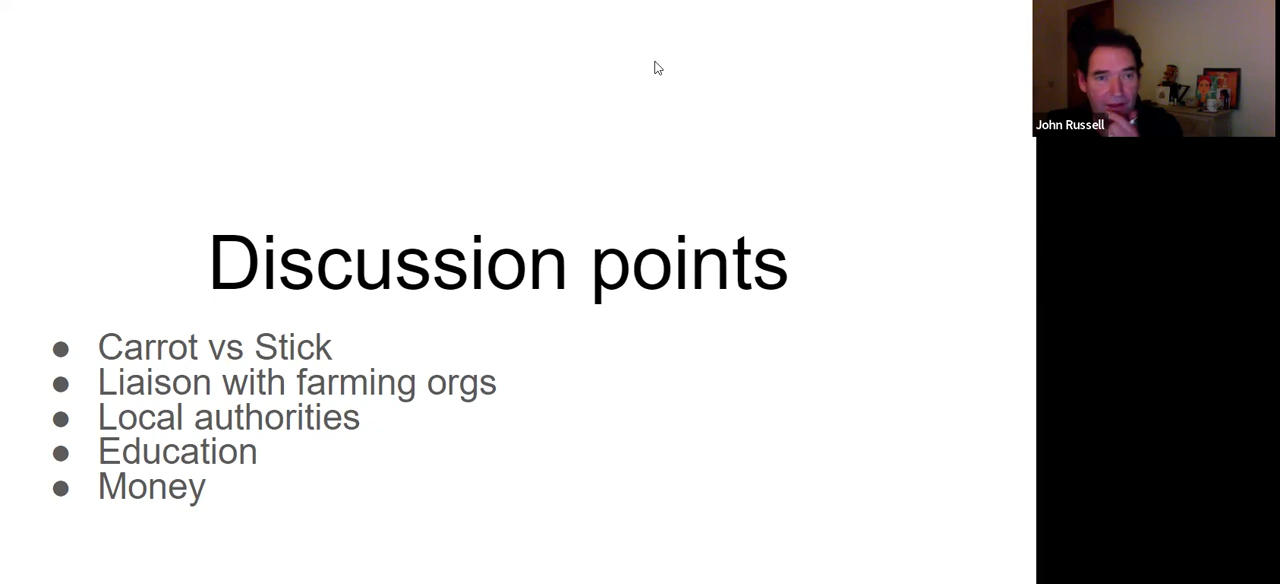 Discussion points
● Carrot vs Stick
● Liaison with farming orgs
● Local authorities
● Education
● Money
John Russell